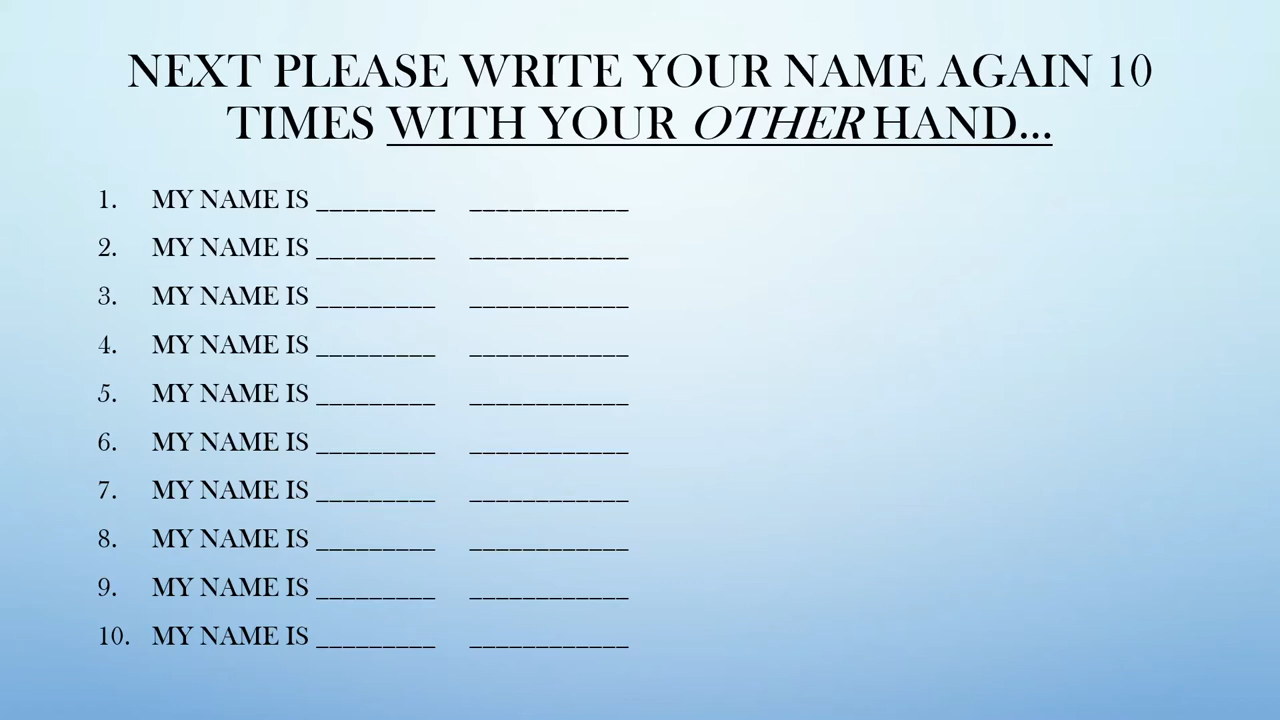 NEXT PLEASE WRITE YOUR NAME AGAIN 10
TIMES WITH YOUR OTHER HAND...
1. MY NAME IS _________ ____________
2. MY NAME IS _________ ____________
3. MY NAME IS _________ ____________
4. MY NAME IS _________ ____________
5. MY NAME IS _________ ____________
6. MY NAME IS _________ ____________
7. MY NAME IS _________ ____________
8. MY NAME IS _________ ____________
9. MY NAME IS _________ ____________
10. MY NAME IS _________ ____________